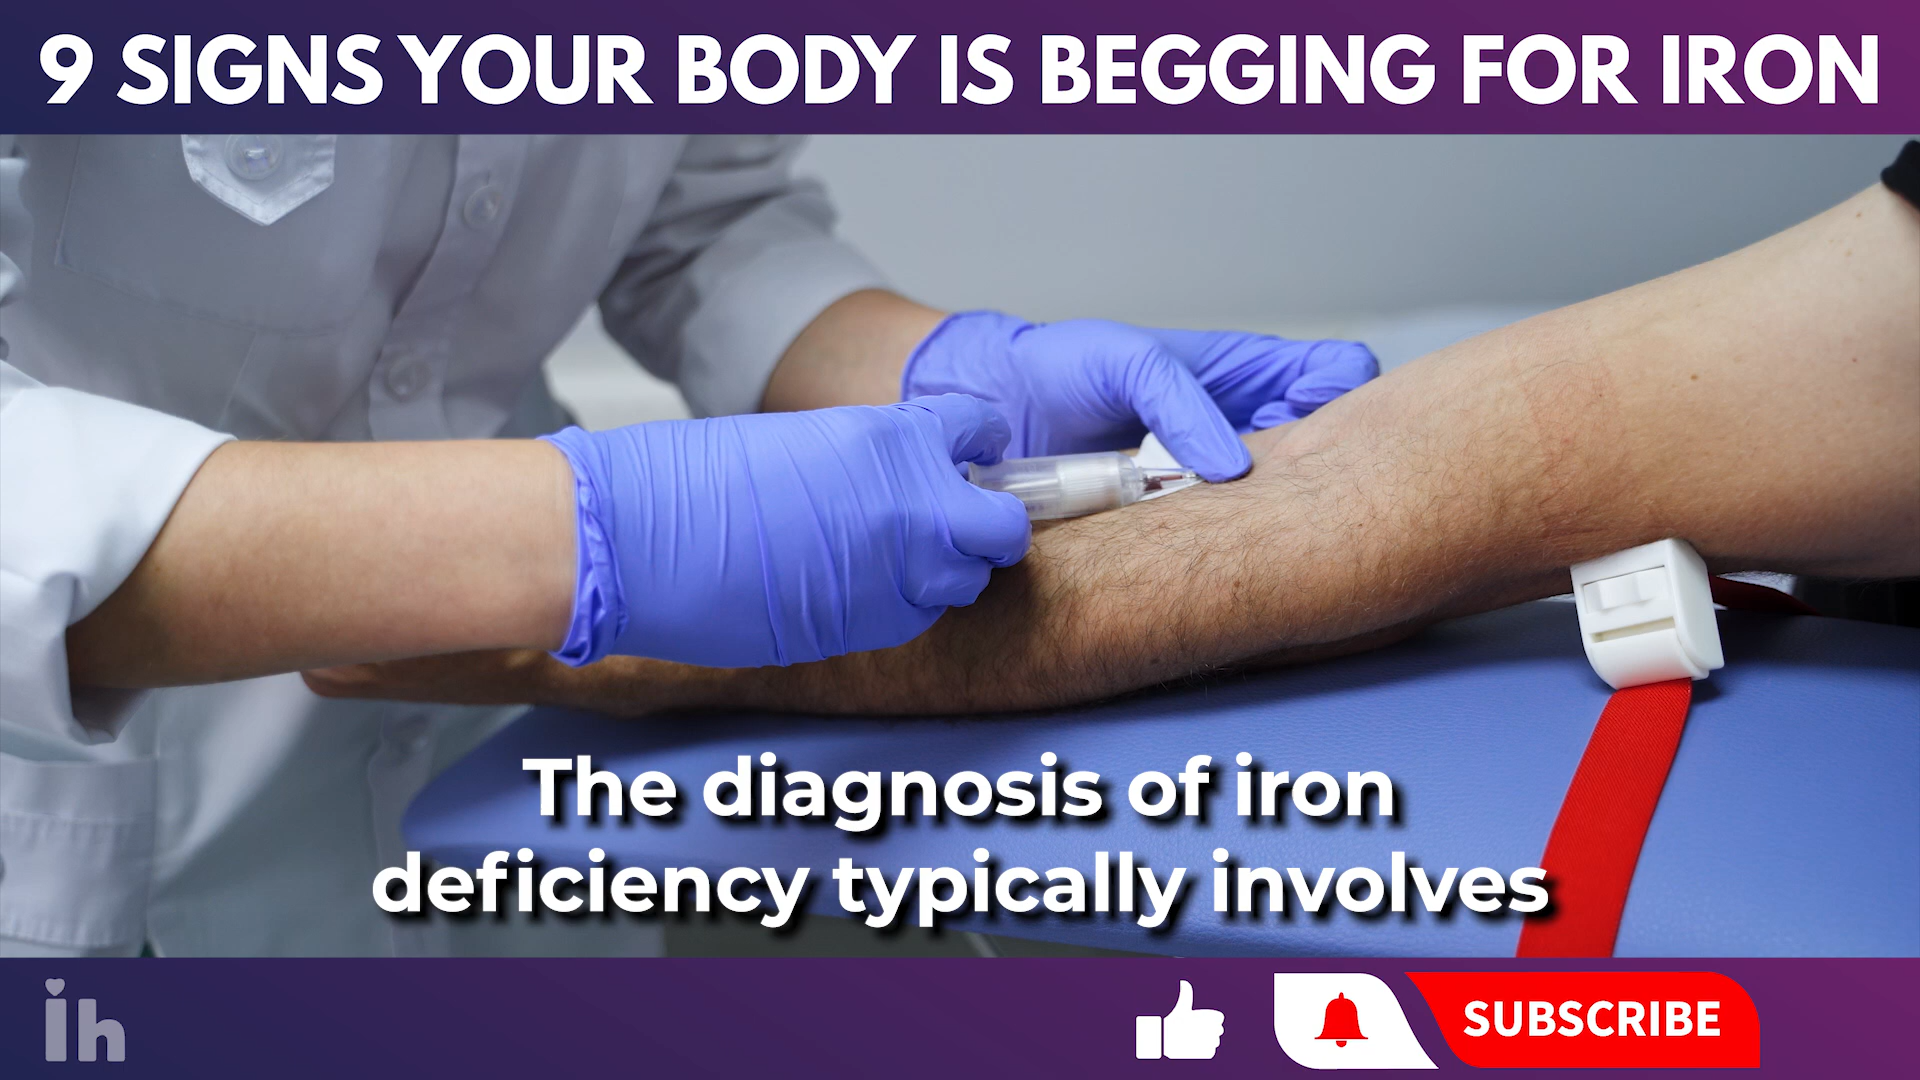 9 SIGNS YOUR BODY IS BEGGING FOR IRON
The diagnosis of iron
deficiency typically involves
ih
SUBSCRIBE